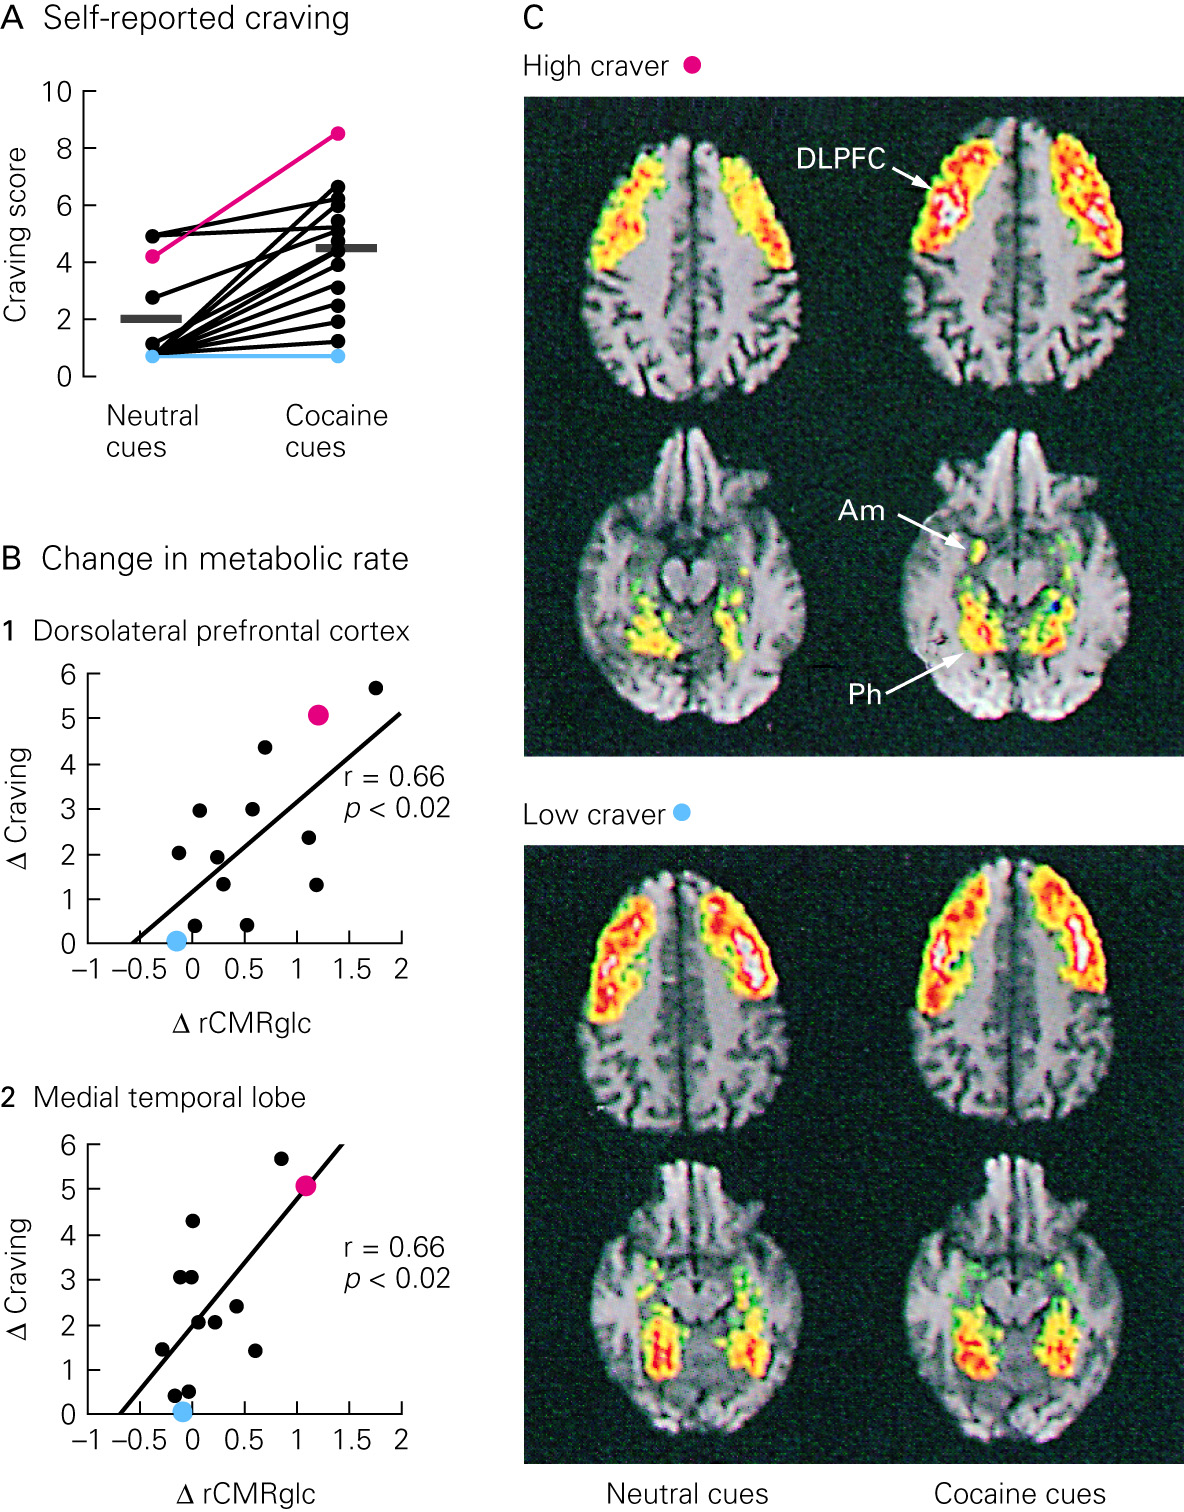 A Self-reported craving
10
8
6
4
2
0
Craving score
Neutral
cues
Cocaine
cues
B Change in metabolic rate
1 Dorsolateral prefrontal cortex
6
5
4
3
2
1
0
Δ Craving
r = 0.66
p < 0.02
−1 −0.5 0 0.5 1 1.5 2
Δ rCMRglc
2 Medial temporal lobe
6
5
4
3
2
1
0
Δ Craving
r = 0.66
p < 0.02
−1 −0.5 0 0.5 1 1.5 2
Δ rCMRglc
C
High craver
DLPFC
Am
Ph
Low craver
Neutral cues
Cocaine cues